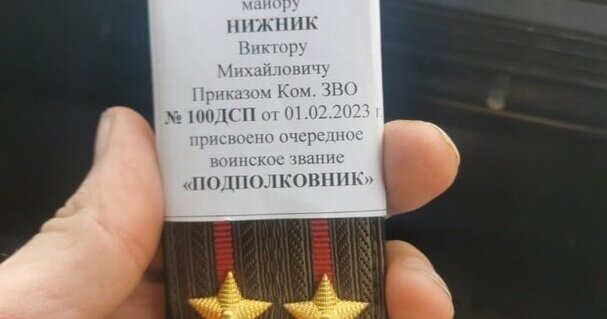 майору
НИЖНИК
Виктору
Михайловичу
Приказом Ком. ЗВО
№ 100ДСП от 01.02.2023 г.
присвоено очередное
воинское звание
«ПОДПОЛКОВНИК»